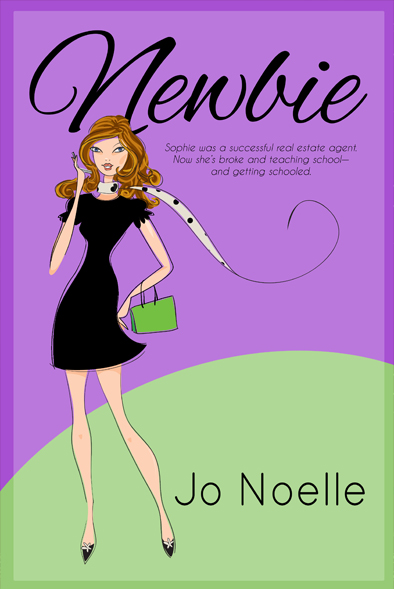 Newbie
Sophie was a successful real estate agent.
Now she's broke and teaching school—
and getting schooled.
Jo Noelle